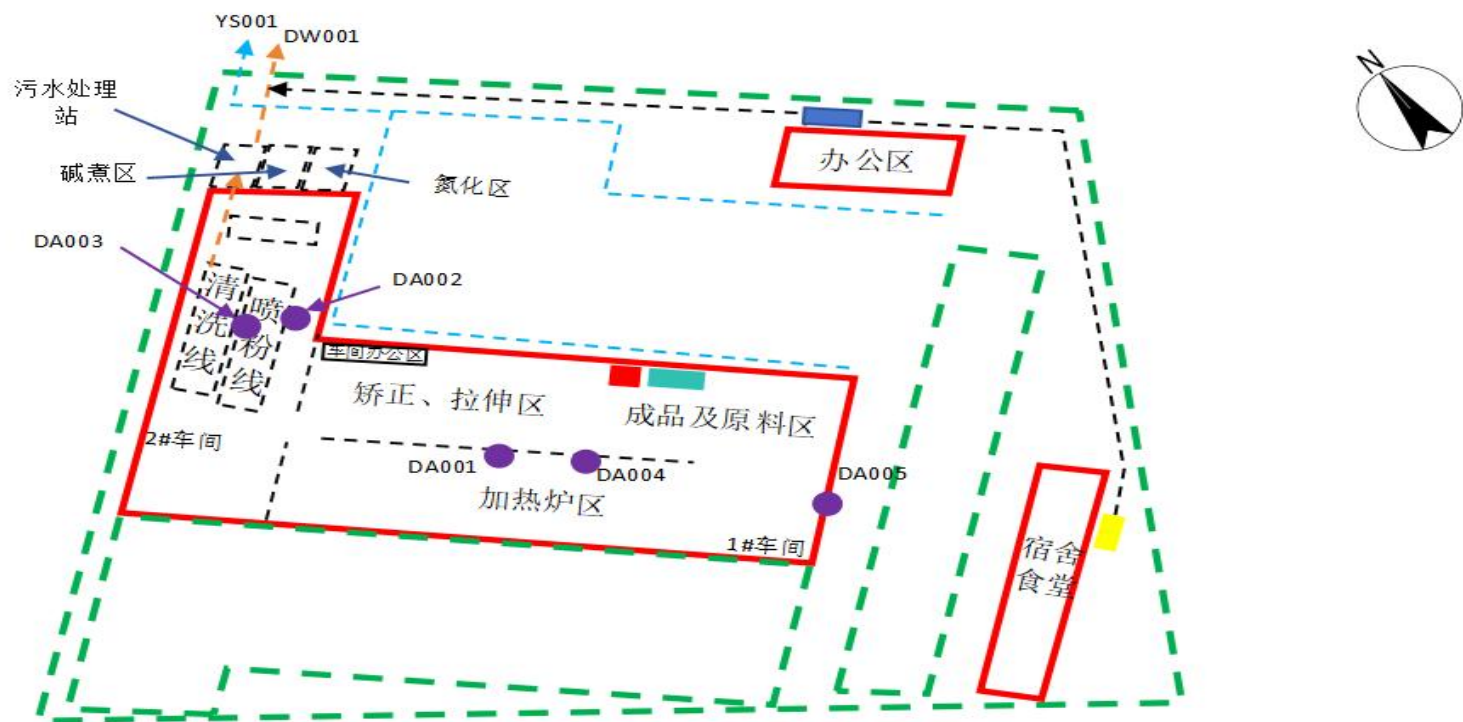 YS001
DW001
N
污水处理
站
办公区
碱煮区
氮化区
DA003
DA002
清
洗
线
喷
粉
线
车间办公区
矫正、拉伸区
成品及原料区
2#车间
DA001
DA004
DA005
加热炉区
1#车间
宿舍
食堂